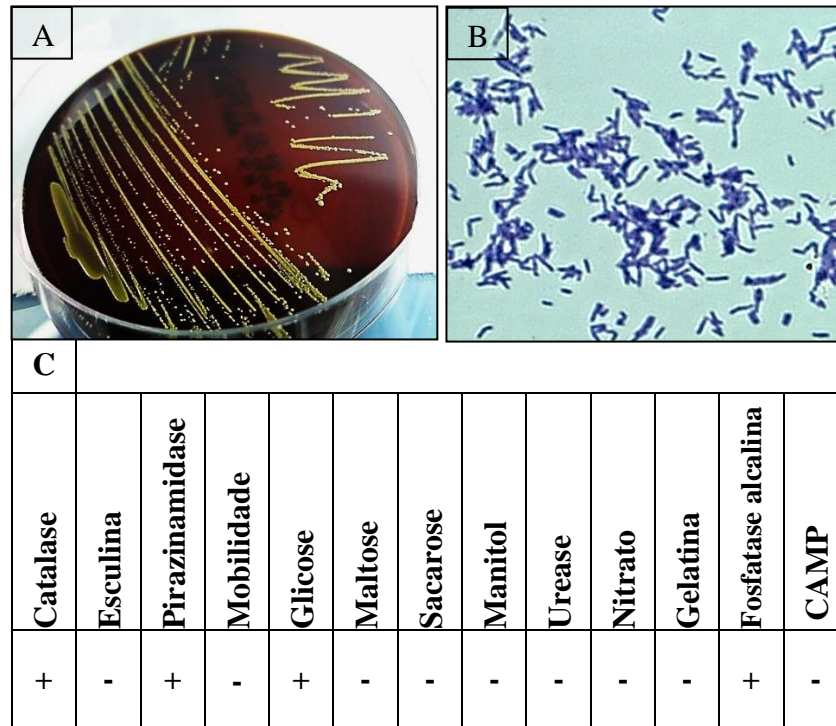 A
B
C
Catalase
Esculina
Pirazinamidase
Mobilidade
Glicose
Maltose
Sacarose
Manitol
Urease
Nitrato
Gelatina
Fosfatase alcalina
CAMP
+ - + - + - - - - - - + -